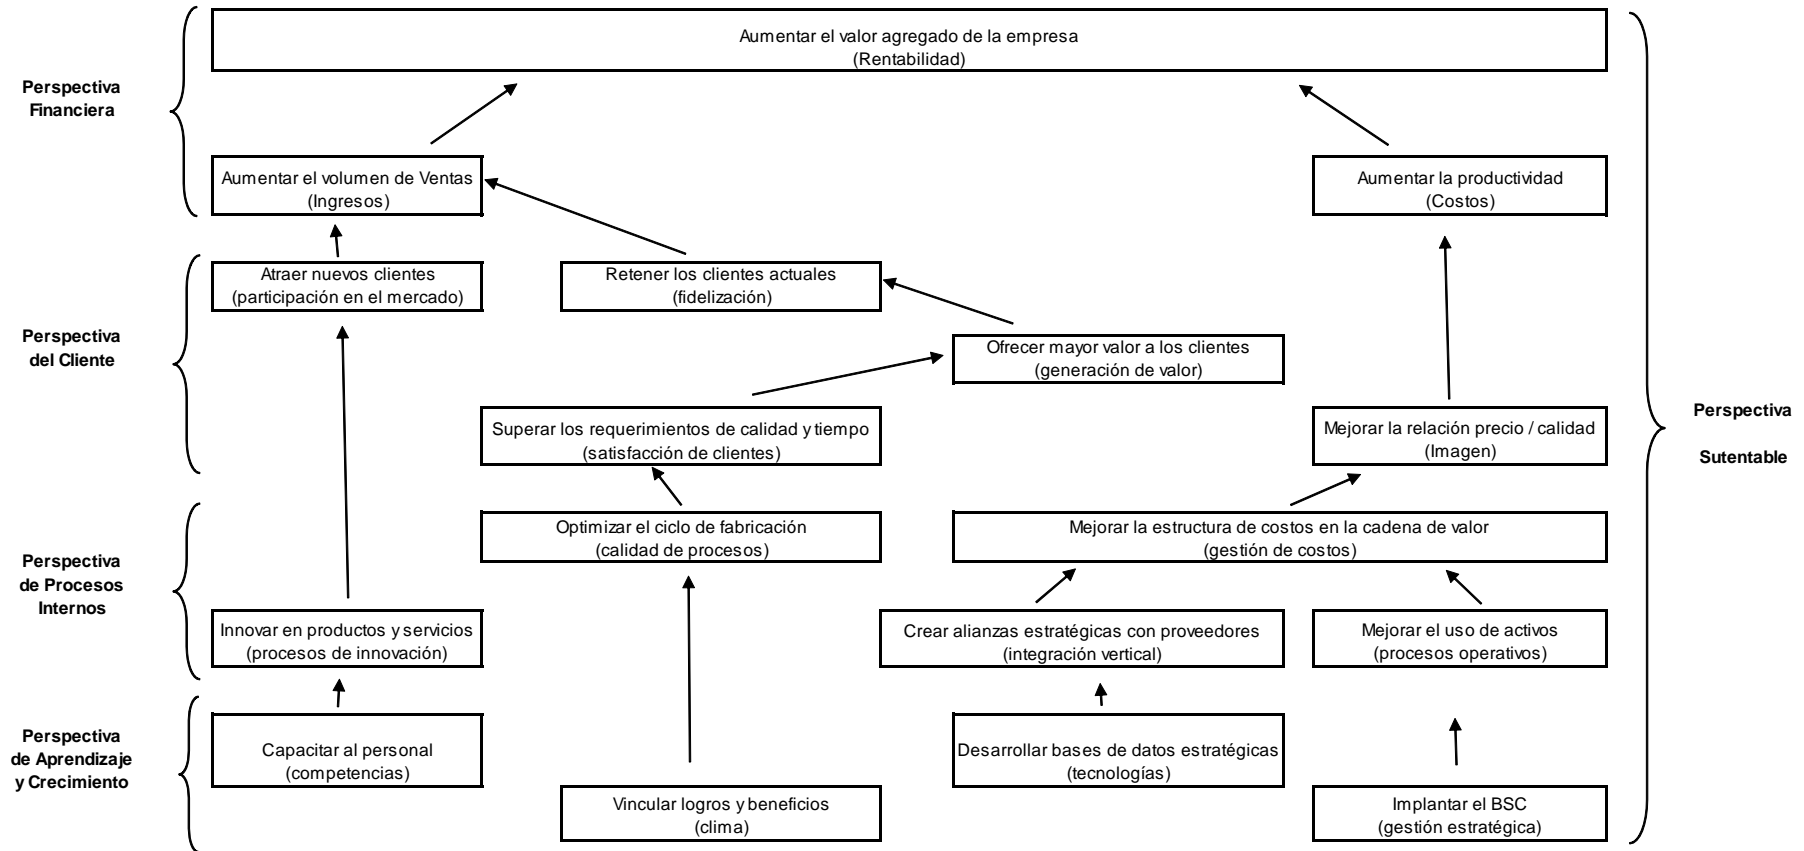 Aumentar el valor agregado de la empresa
(Rentabilidad)
Perspectiva
Financiera
Aumentar el volumen de Ventas
(Ingresos)
Aumentar la productividad
(Costos)
Atraer nuevos clientes
(participación en el mercado)
Retener los clientes actuales
(fidelización)
Perspectiva
del Cliente
Ofrecer mayor valor a los clientes
(generación de valor)
Superar los requerimientos de calidad y tiempo
(satisfacción de clientes)
Mejorar la relación precio / calidad
(Imagen)
Perspectiva
Sutentable
Optimizar el ciclo de fabricación
(calidad de procesos)
Mejorar la estructura de costos en la cadena de valor
(gestión de costos)
Perspectiva
de Procesos
Internos
Innovar en productos y servicios
(procesos de innovación)
Crear alianzas estratégicas con proveedores
(integración vertical)
Mejorar el uso de activos
(procesos operativos)
Perspectiva
de Aprendizaje
y Crecimiento
Capacitar al personal
(competencias)
Desarrollar bases de datos estratégicas
(tecnologías)
Vincular logros y beneficios
(clima)
Implantar el BSC
(gestión estratégica)